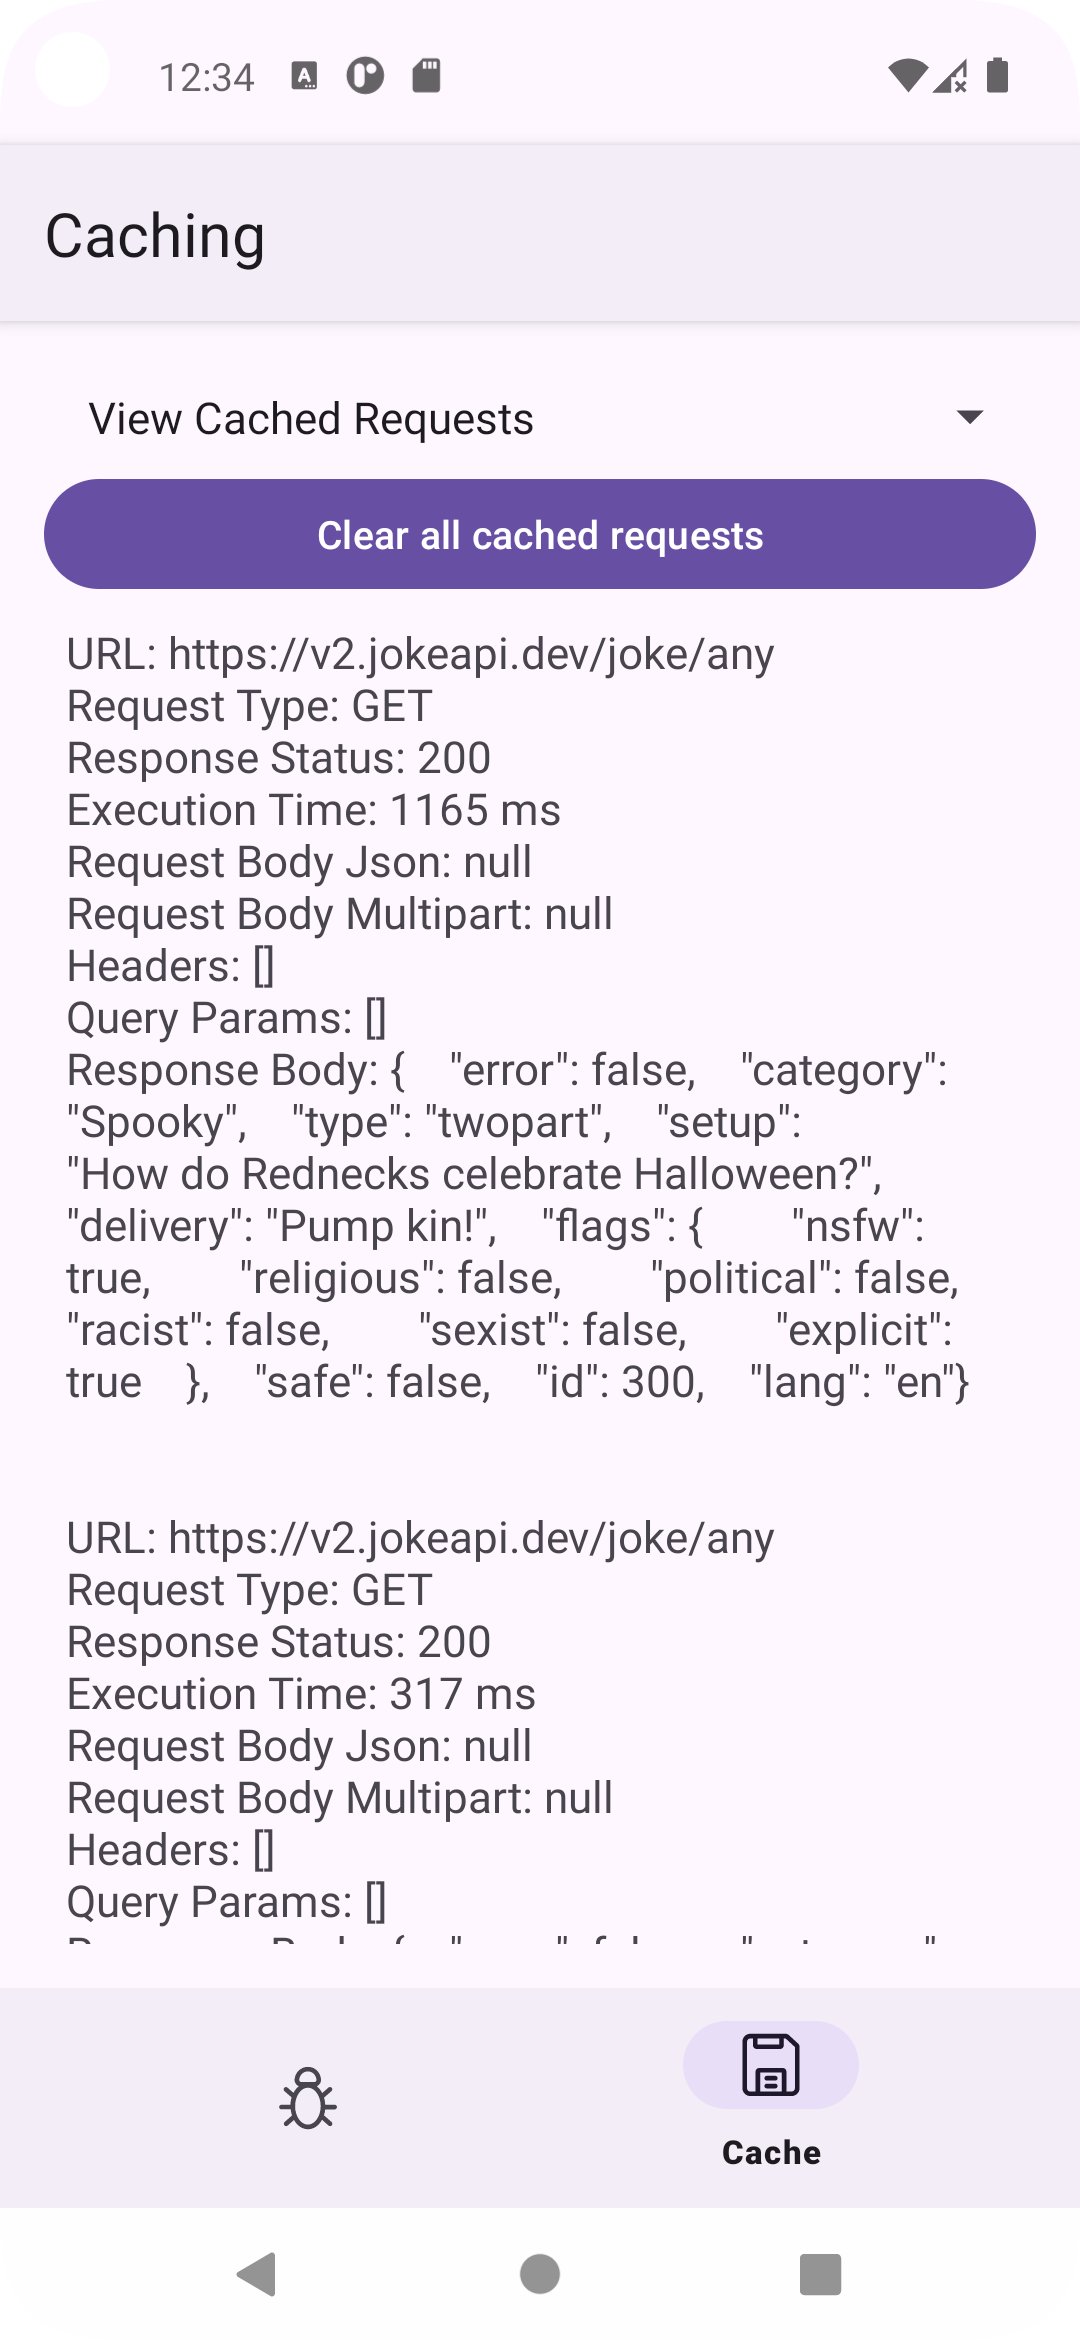 12:34
Caching
View Cached Requests
Clear all cached requests
URL: https://v2.jokeapi.dev/joke/any
Request Type: GET
Response Status: 200
Execution Time: 1165 ms
Request Body Json: null
Request Body Multipart: null
Headers: []
Query Params: []
Response Body: {    "error": false,    "category":
"Spooky",    "type": "twopart",    "setup":
"How do Rednecks celebrate Halloween?",
"delivery": "Pump kin!",    "flags": {        "nsfw":
true,        "religious": false,        "political": false,
"racist": false,        "sexist": false,        "explicit":
true    },    "safe": false,    "id": 300,    "lang": "en"}
URL: https://v2.jokeapi.dev/joke/any
Request Type: GET
Response Status: 200
Execution Time: 317 ms
Request Body Json: null
Request Body Multipart: null
Headers: []
Query Params: []
Cache